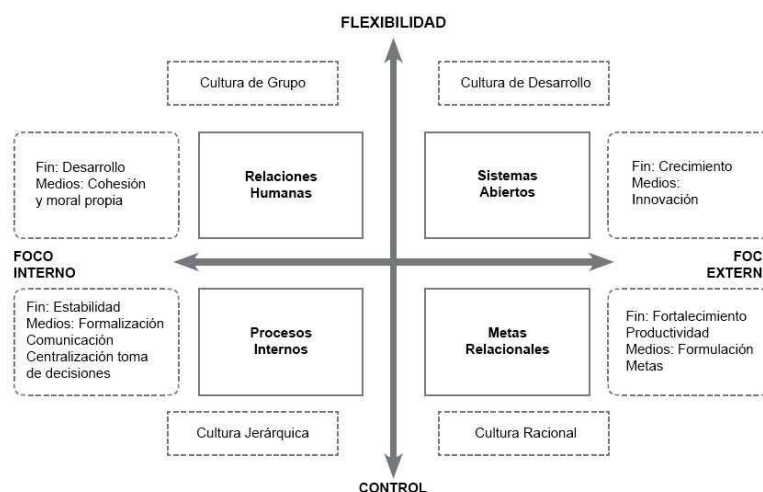 FLEXIBILIDAD
Cultura de Grupo
Cultura de Desarrollo
Fin: Desarrollo
Medios: Cohesión
y moral propia
Relaciones
Humanas
Sistemas
Abiertos
Fin: Crecimiento
Medios:
Innovación
FOCO
INTERNO
FOC
EXTERN
Fin: Estabilidad
Medios: Formalización
Comunicación
Centralización toma
de decisiones
Procesos
Internos
Metas
Relacionales
Fin: Fortalecimiento
Productividad
Medios: Formulación
Metas
Cultura Jerárquica
Cultura Racional
CONTROL